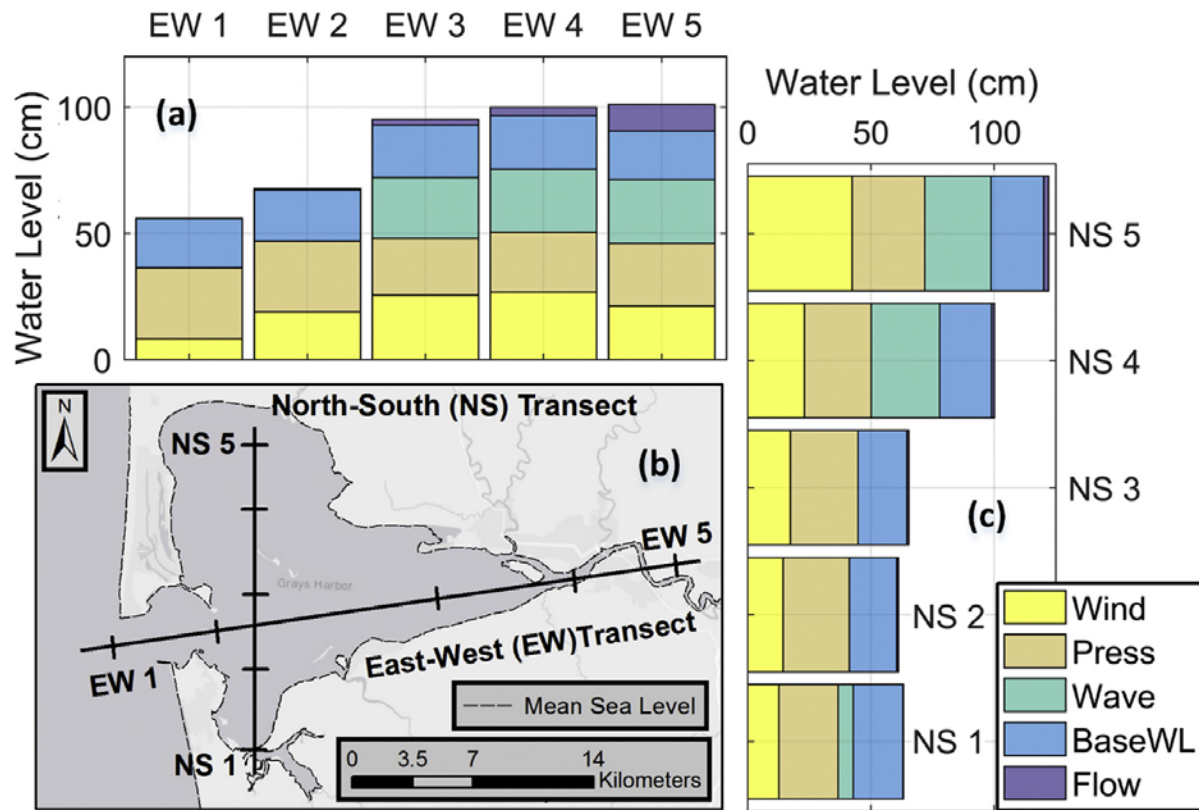 EW 1 EW 2 EW 3 EW 4 EW 5
Water Level (cm)
100
50
0
(a)
Water Level (cm)
0 50 100
NS 5
NS 4
NS 3
NS 2
NS 1
(c)
Wind
Press
Wave
BaseWL
Flow
N
North-South (NS) Transect
NS 5
(b)
EW 5
Grays Harbor
East-West (EW)Transect
EW 1
Mean Sea Level
NS 1
0 3.5 7 14
Kilometers